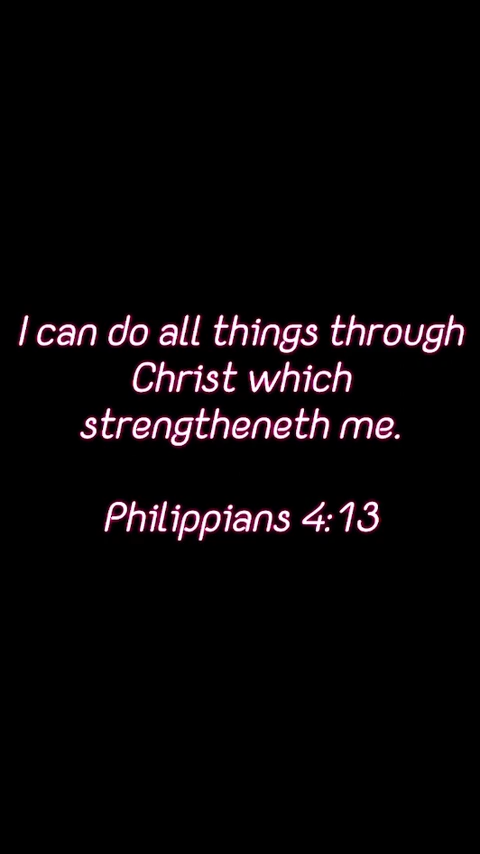 I can do all things through
Christ which
strengtheneth me.
Philippians 4:13